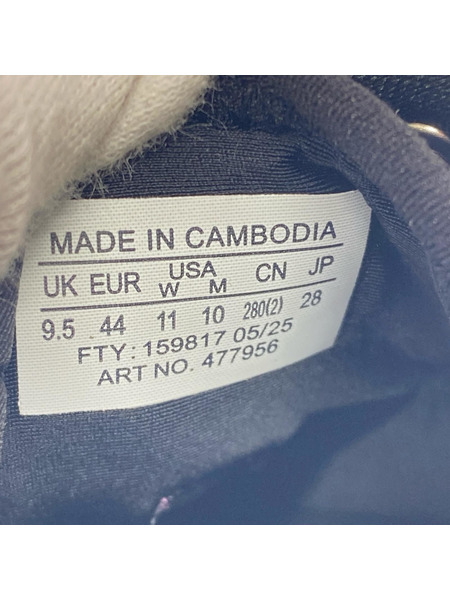 MADE IN CAMBODIA
UK EUR USA W M CN JP
9.5 44 11 10 280(2) 28
FTY: 159817 05/25
ART NO. 477956